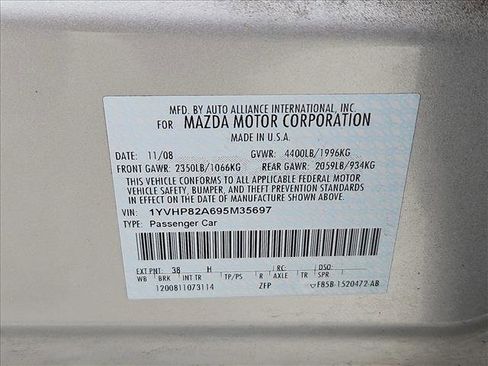 MFD. BY AUTO ALLIANCE INTERNATIONAL, INC.
FOR MAZDA MOTOR CORPORATION
MADE IN U.S.A.
DATE: 11/08 GVWR: 4400LB/1996KG
FRONT GAWR: 2350LB/1066KG REAR GAWR: 2059LB/934KG
THIS VEHICLE CONFORMS TO ALL APPLICABLE FEDERAL MOTOR
VEHICLE SAFETY, BUMPER, AND THEFT PREVENTION STANDARDS
IN EFFECT ON THE DATE OF MANUFACTURE SHOWN ABOVE.
VIN: 1YVHP82A695M35697
TYPE: Passenger Car
EXT PNT: 38 H RC: DSO:
WB BRK INT TR TP/PS R AXLE TR SPR
1200811073114 ZFP F85B-1520472-AB